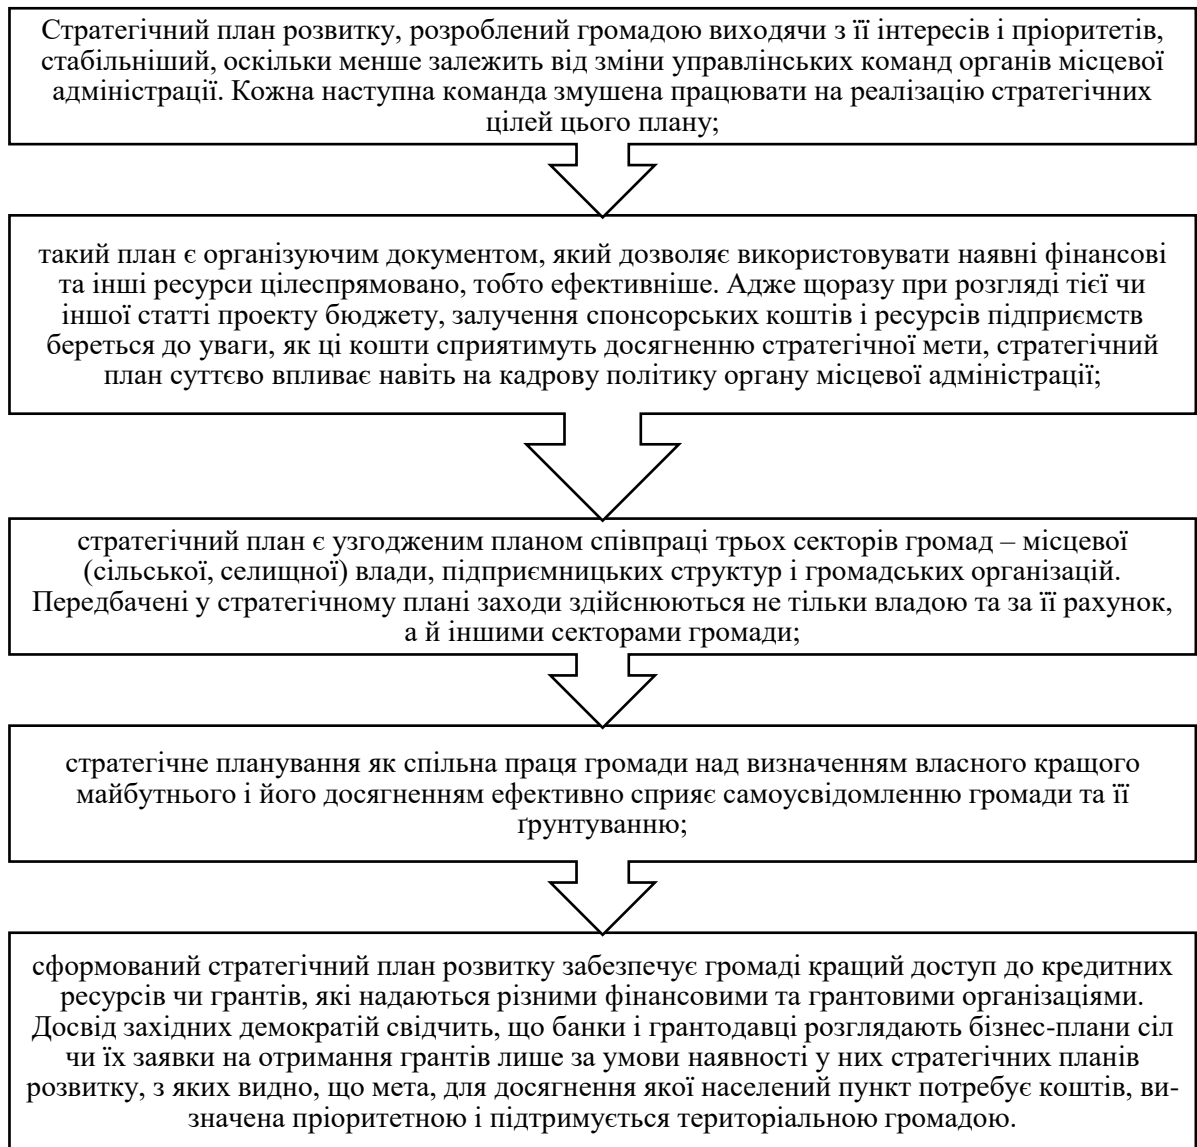 Стратегічний план розвитку, розроблений громадою виходячи з її інтересів і пріоритетів,
стабільніший, оскільки менше залежить від зміни управлінських команд органів місцевої
адміністрації. Кожна наступна команда змушена працювати на реалізацію стратегічних
цілей цього плану;
такий план є організуючим документом, який дозволяє використовувати наявні фінансові
та інші ресурси цілеспрямовано, тобто ефективніше. Адже щоразу при розгляді тієї чи
іншої статті проекту бюджету, залучення спонсорських коштів і ресурсів підприємств
береться до уваги, як ці кошти сприятимуть досягненню стратегічної мети, стратегічний
план суттєво впливає навіть на кадрову політику органу місцевої адміністрації;
стратегічний план є узгодженим планом співпраці трьох секторів громад – місцевої
(сільської, селищної) влади, підприємницьких структур і громадських організацій.
Передбачені у стратегічному плані заходи здійснюються не тільки владою та за її рахунок,
а й іншими секторами громади;
стратегічне планування як спільна праця громади над визначенням власного кращого
майбутнього і його досягненням ефективно сприяє самоусвідомленню громади та її
ґрунтуванню;
сформований стратегічний план розвитку забезпечує громаді кращий доступ до кредитних
ресурсів чи грантів, які надаються різними фінансовими та грантовими організаціями.
Досвід західних демократій свідчить, що банки і грантодавці розглядають бізнес-плани сіл
чи їх заявки на отримання грантів лише за умови наявності у них стратегічних планів
розвитку, з яких видно, що мета, для досягнення якої населений пункт потребує коштів, ви-
значена пріоритетною і підтримується територіальною громадою.